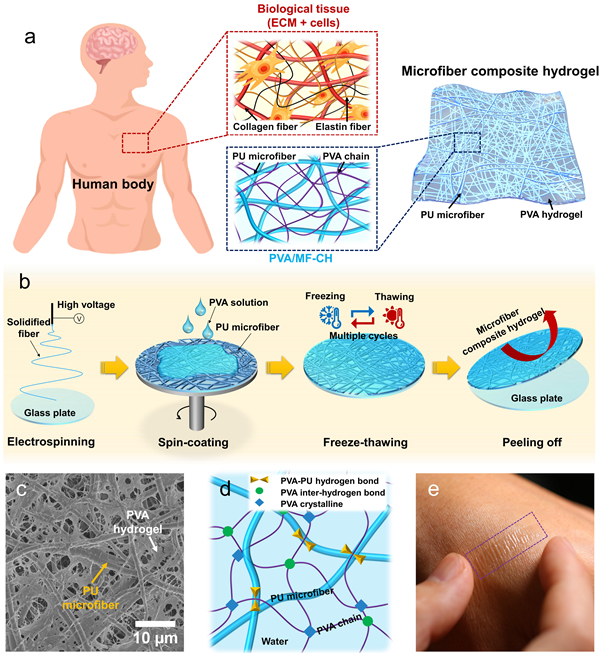 a
Biological tissue
(ECM + cells)
Collagen fiber
Elastin fiber
Human body
PU microfiber
PVA chain
PVA/MF-CH
Microfiber composite hydrogel
PU microfiber
PVA hydrogel
b
High voltage
V
Solidified
fiber
Glass plate
Electrospinning
PVA solution
PU microfiber
Spin-coating
Freezing
Thawing
Multiple cycles
Freeze-thawing
Microfiber
composite hydrogel
Glass plate
Peeling off
c
PVA
hydrogel
PU
microfiber
10 μm
d
PVA-PU hydrogen bond
PVA inter-hydrogen bond
PVA crystalline
PU microfiber
PVA chain
Water
e